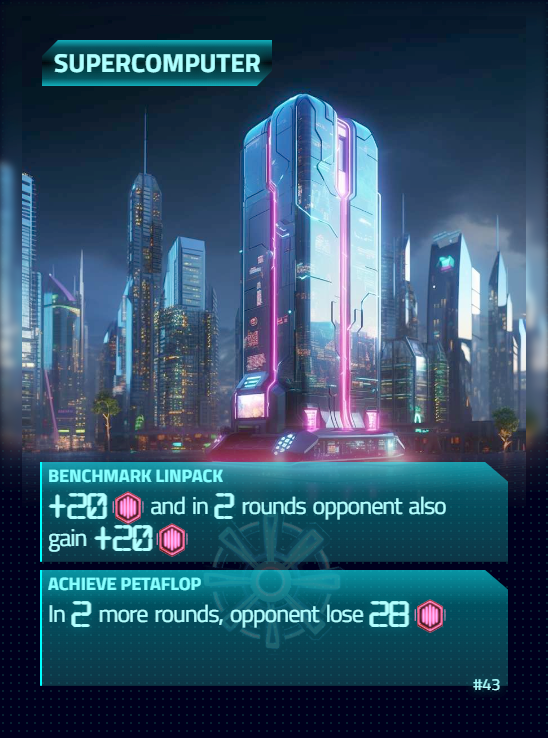 SUPERCOMPUTER
BENCHMARK LINPACK
+20 and in 2 rounds opponent also
gain +20
ACHIEVE PETAFLOP
In 2 more rounds, opponent lose 28
#43